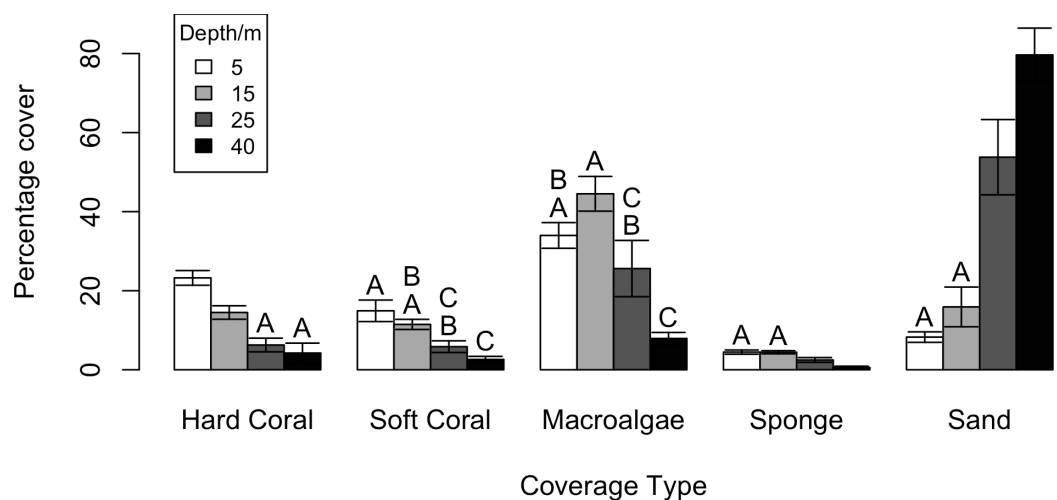 Depth/m
5
15
25
40
Percentage cover
80
60
40
20
0
A A
A
B
A
C
B
C
B
A
A
C
B
C
A A
A
A
Hard Coral Soft Coral Macroalgae Sponge Sand
Coverage Type